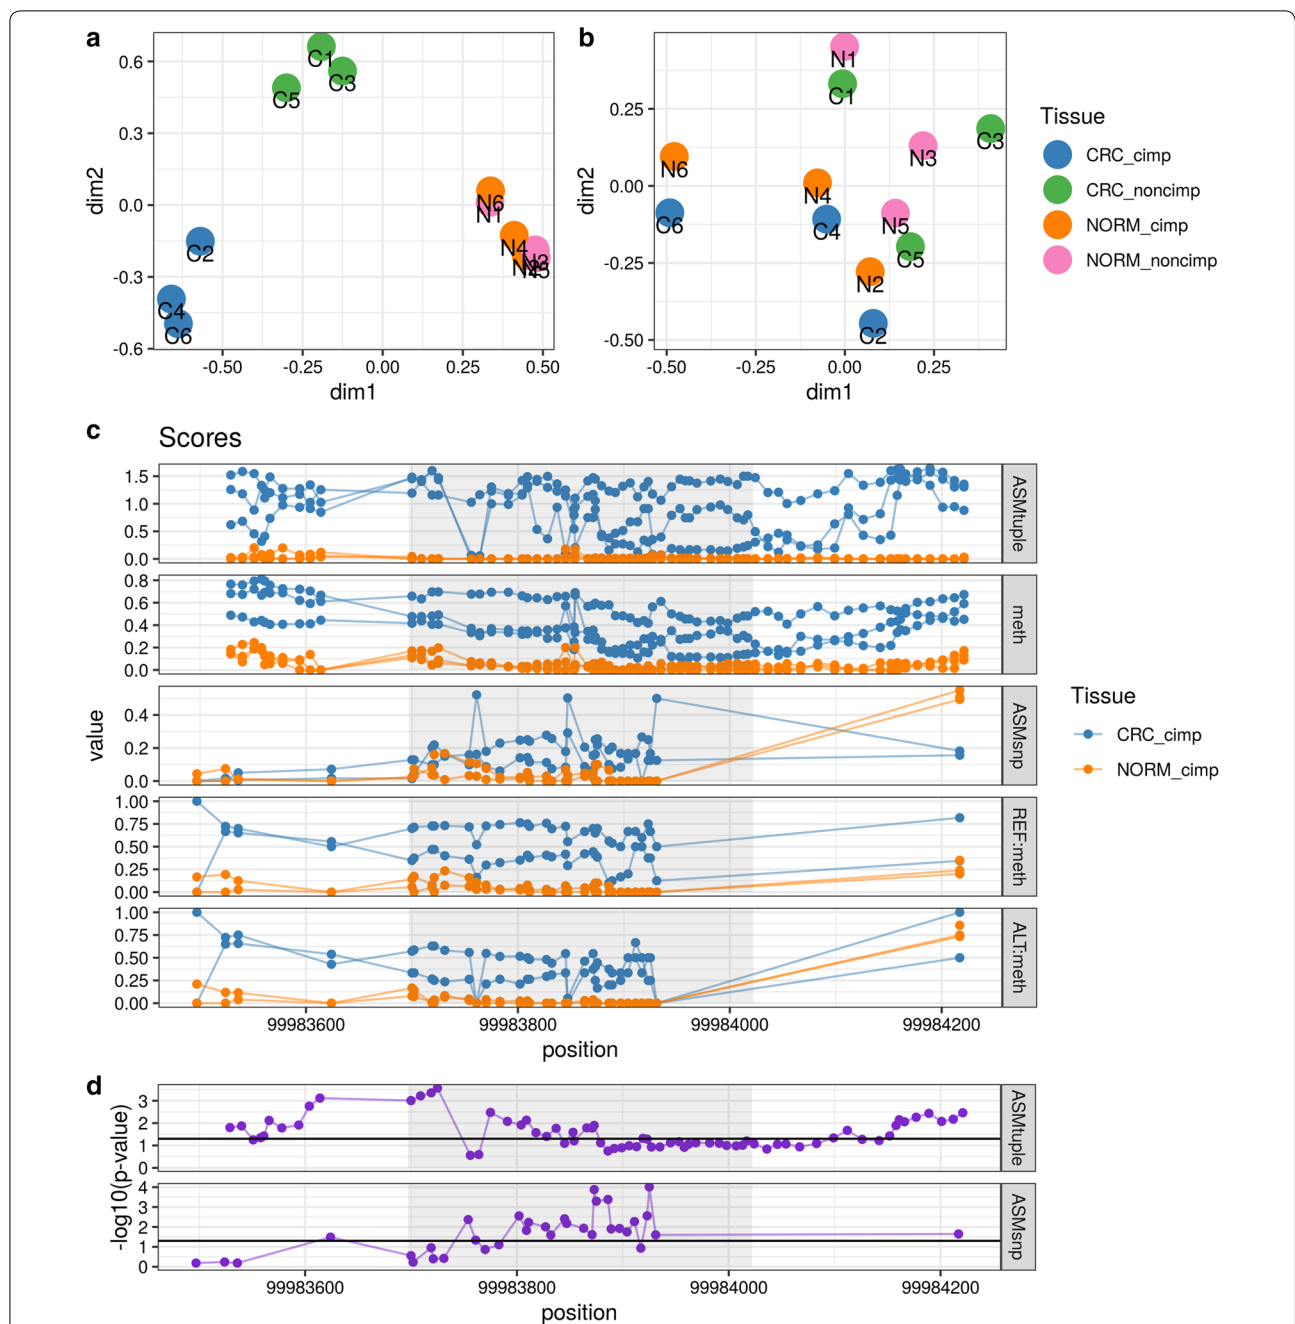 a
b
0.6
0.3
0.0
-0.3
-0.6
dim2
C1
C3
C5
N6
N1
N4
C2
C4
C6
-0.50
-0.25
0.00
0.25
0.50
dim1
0.25
0.00
-0.25
-0.50
dim2
N1
C1
C3
N3
N6
N4
C6
C4
N5
C5
N2
C2
-0.50
-0.25
0.00
0.25
dim1
Tissue
CRC_cimp
CRC_noncimp
NORM_cimp
NORM_noncimp
c
Scores
1.5
1.0
0.5
0.0
ASMtuple
0.8
0.6
0.4
0.2
0.0
meth
0.4
0.2
0.0
ASMsnp
1.00
0.75
0.50
0.25
0.00
REF:meth
1.00
0.75
0.50
0.25
0.00
ALT:meth
value
99983600
99983800
99984000
99984200
position
Tissue
CRC_cimp
NORM_cimp
d
3
2
1
0
ASMtuple
4
3
2
1
0
ASMsnp
-log10(p-value)
99983600
99983800
99984000
99984200
position